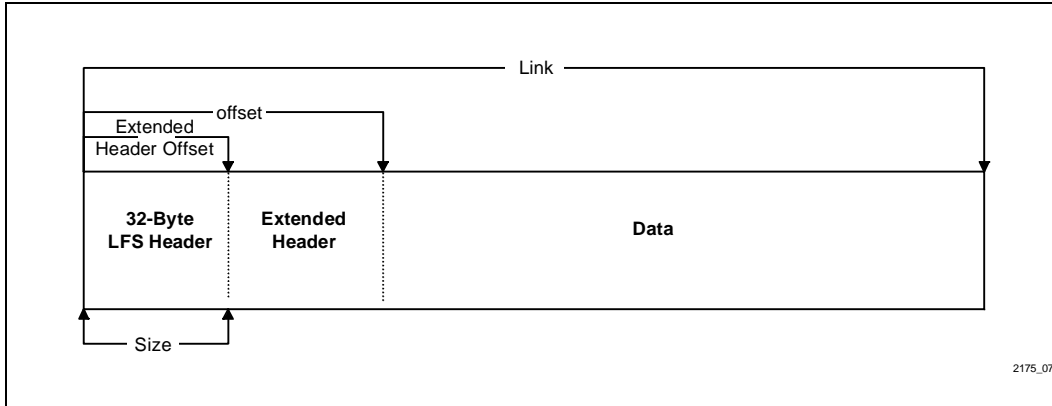 Link
offset
Extended
Header Offset
32-Byte Extended Data
LFS Header Header
Size
2175_07